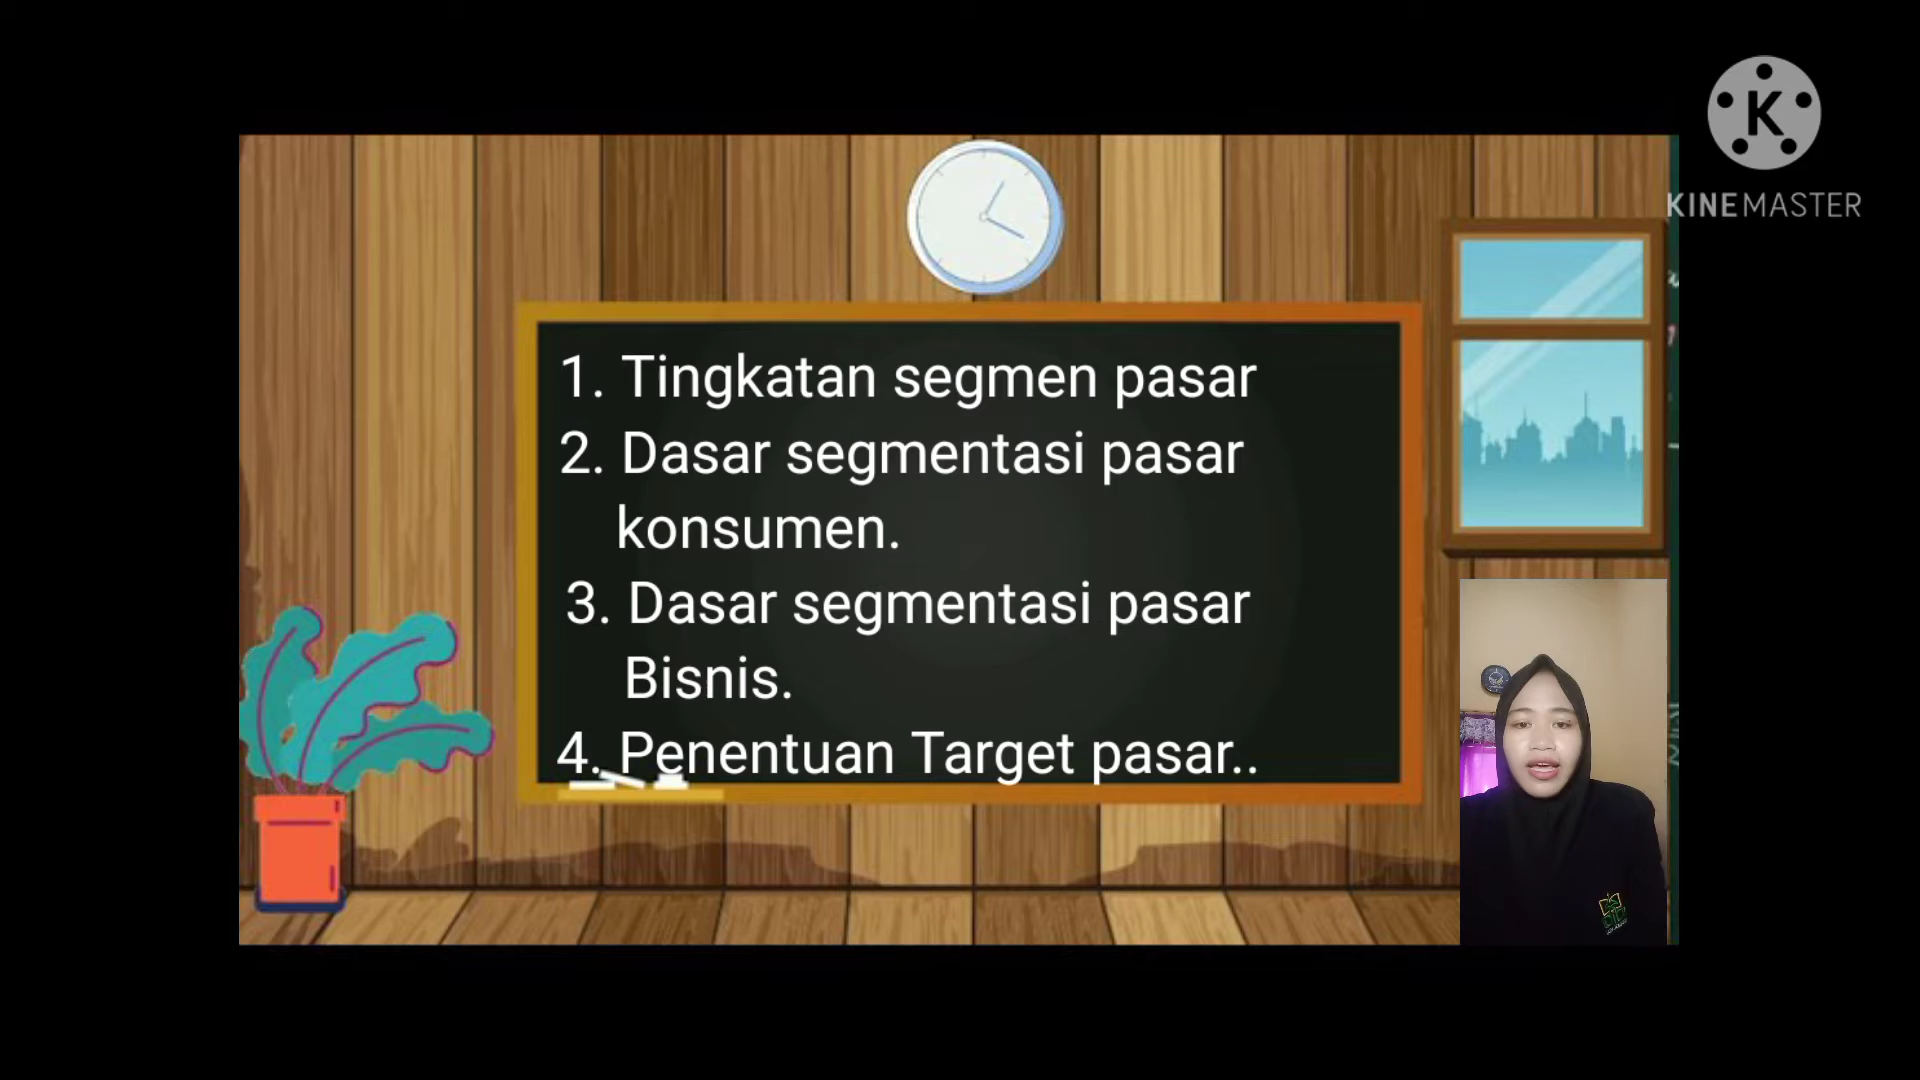 KINEMASTER
1. Tingkatan segmen pasar
2. Dasar segmentasi pasar
konsumen.
3. Dasar segmentasi pasar
Bisnis.
4. Penentuan Target pasar..